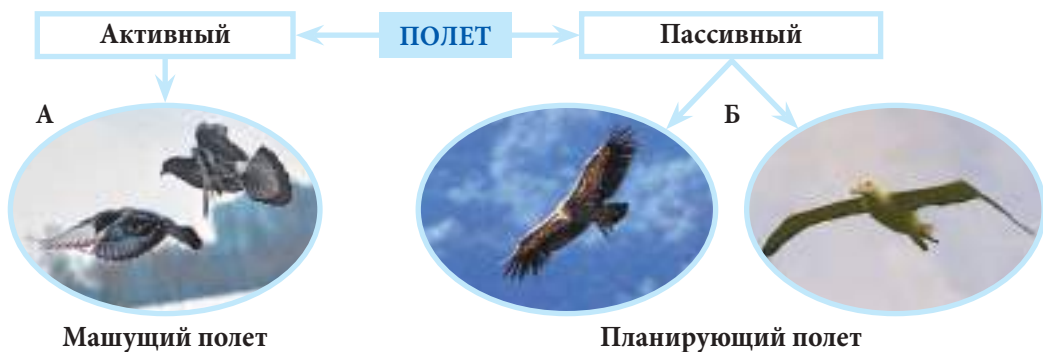 Активный
ПОЛЕТ
Пассивный
А
Б
Машущий полет
Планирующий полет